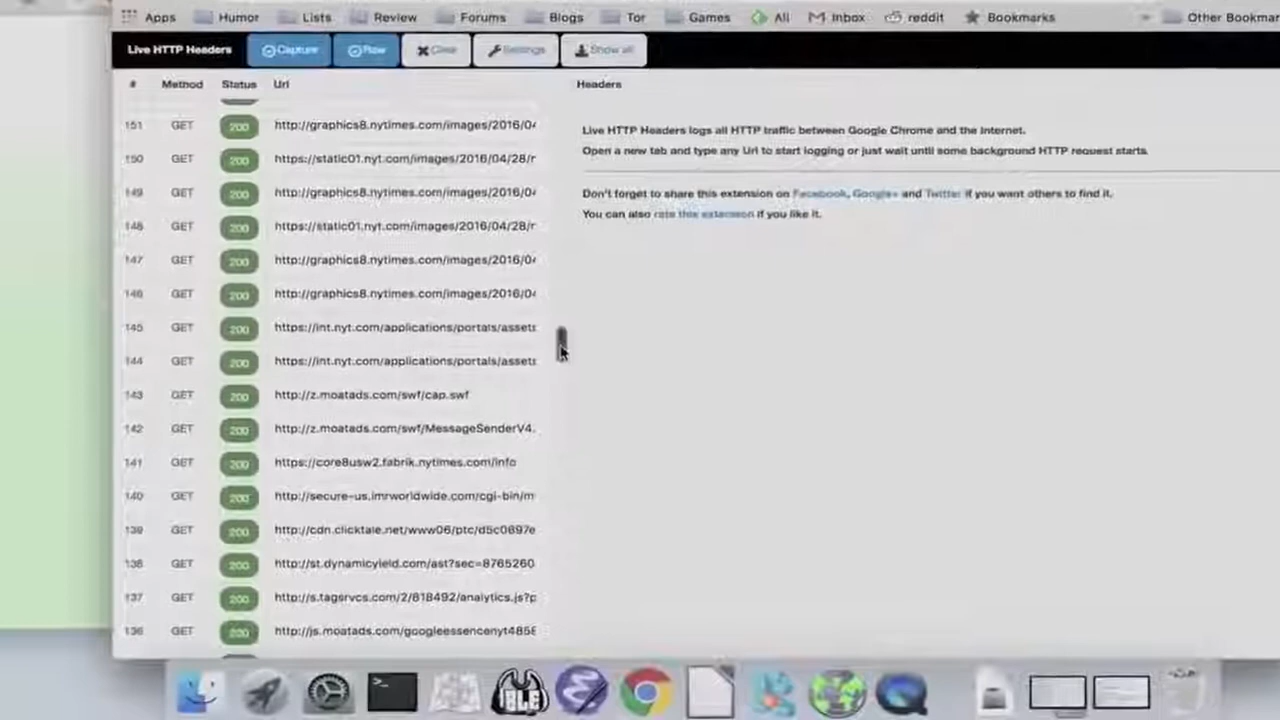 Apps Humor Lists Review Forums Blogs Tor Games All Inbox reddit Bookmarks » Other Bookmar
Live HTTP Headers Capture Raw Clear Settings Show all
# Method Status Url Headers
151 GET 200 http://graphics8.nytimes.com/images/2016/04
150 GET 200 https://static01.nyt.com/images/2016/04/28/r
149 GET 200 http://graphics8.nytimes.com/images/2016/04
148 GET 200 https://static01.nyt.com/images/2016/04/28/r
147 GET 200 http://graphics8.nytimes.com/images/2016/04
146 GET 200 http://graphics8.nytimes.com/images/2016/04
145 GET 200 https://int.nyt.com/applications/portals/assets
144 GET 200 https://int.nyt.com/applications/portals/assets
143 GET 200 http://z.moatads.com/swf/cap.swf
142 GET 200 http://z.moatads.com/swf/MessageSenderV4.
141 GET 200 https://core8usw2.fabrik.nytimes.com/info
140 GET 200 http://secure-us.imrworldwide.com/cgi-bin/m
139 GET 200 http://cdn.clicktale.net/www06/ptc/d5c0697e
138 GET 200 http://st.dynamicyield.com/ast?sec=8765260
137 GET 200 http://s.tagsrvcs.com/2/818492/analytics.js?p
136 GET 200 http://js.moatads.com/googleessencenyt4858
Live HTTP Headers logs all HTTP traffic between Google Chrome and the Internet.
Open a new tab and type any Url to start logging or just wait until some background HTTP request starts.
Don't forget to share this extension on Facebook, Google+ and Twitter if you want others to find it.
You can also rate this extension if you like it.
>_
IBLE